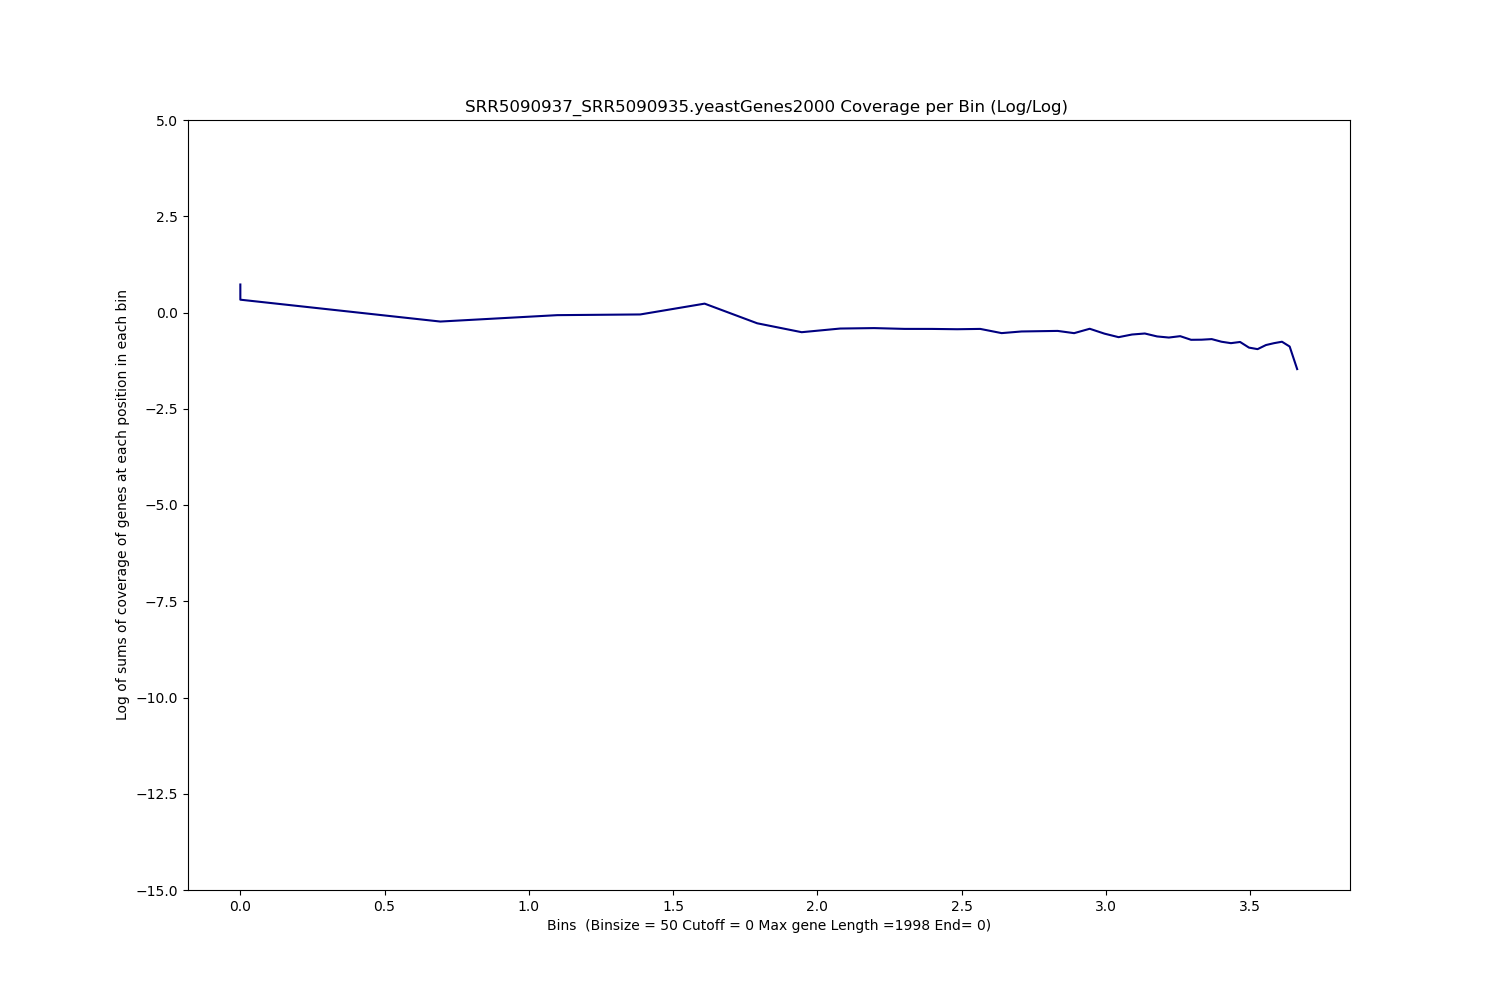 SRR5090937_SRR5090935.yeastGenes2000 Coverage per Bin (Log/Log)
Log of sums of coverage of genes at each position in each bin
5.0
2.5
0.0
−2.5
−5.0
−7.5
−10.0
−12.5
−15.0
0.0 0.5 1.0 1.5 2.0 2.5 3.0 3.5
Bins  (Binsize = 50 Cutoff = 0 Max gene Length =1998 End= 0)